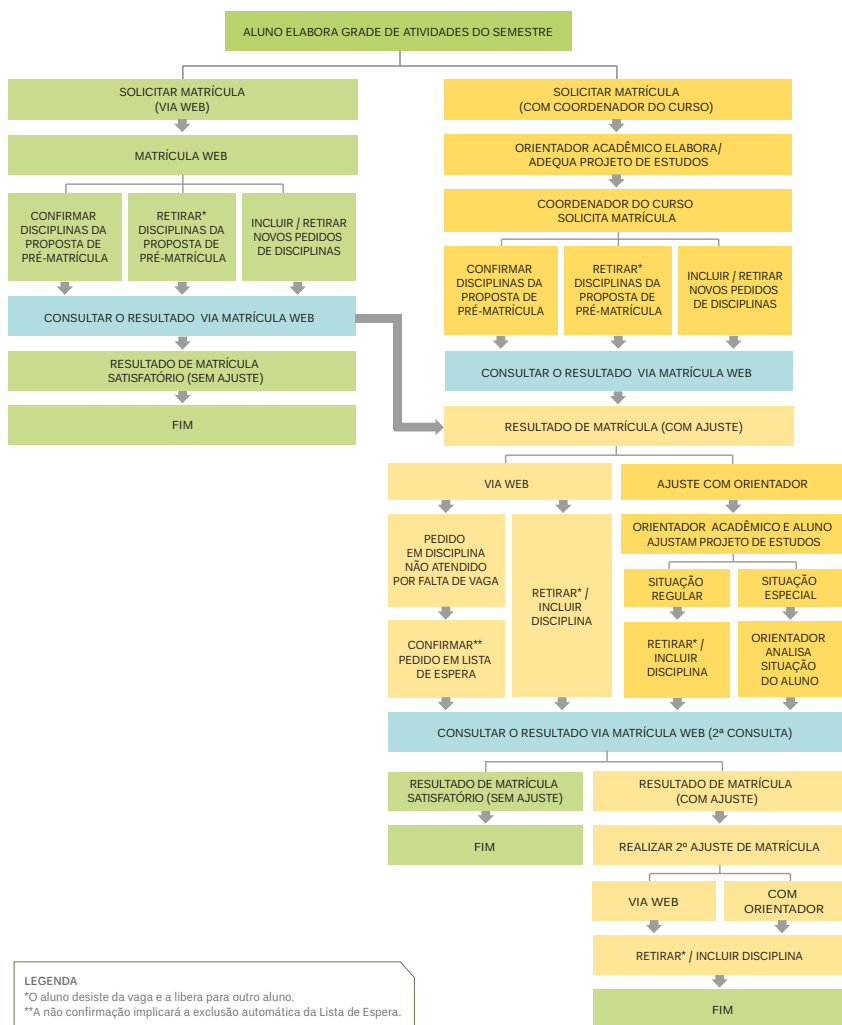 ALUNO ELABORA GRADE DE ATIVIDADES DO SEMESTRE
SOLICITAR MATRÍCULA
(VIA WEB)
MATRÍCULA WEB
CONFIRMAR
DISCIPLINAS DA
PROPOSTA DE
PRÉ-MATRÍCULA
RETIRAR*
DISCIPLINAS DA
PROPOSTA DE
PRÉ-MATRÍCULA
INCLUIR / RETIRAR
NOVOS PEDIDOS
DE DISCIPLINAS
CONSULTAR O RESULTADO VIA MATRÍCULA WEB
RESULTADO DE MATRÍCULA
SATISFATÓRIO (SEM AJUSTE)
FIM
SOLICITAR MATRÍCULA
(COM COORDENADOR DO CURSO)
ORIENTADOR ACADÊMICO ELABORA/
ADEQUA PROJETO DE ESTUDOS
COORDENADOR DO CURSO
SOLICITA MATRÍCULA
CONFIRMAR
DISCIPLINAS DA
PROPOSTA DE
PRÉ-MATRÍCULA
RETIRAR*
DISCIPLINAS DA
PROPOSTA DE
PRÉ-MATRÍCULA
INCLUIR / RETIRAR
NOVOS PEDIDOS
DE DISCIPLINAS
CONSULTAR O RESULTADO VIA MATRÍCULA WEB
RESULTADO DE MATRÍCULA (COM AJUSTE)
VIA WEB
PEDIDO
EM DISCIPLINA
NÃO ATENDIDO
POR FALTA DE VAGA
CONFIRMAR**
PEDIDO EM LISTA
DE ESPERA
RETIRAR* /
INCLUIR
DISCIPLINA
AJUSTE COM ORIENTADOR
ORIENTADOR ACADÊMICO E ALUNO
AJUSTAM PROJETO DE ESTUDOS
SITUAÇÃO
REGULAR
RETIRAR* /
INCLUIR
DISCIPLINA
SITUAÇÃO
ESPECIAL
ORIENTADOR
ANALISA
SITUAÇÃO
DO ALUNO
CONSULTAR O RESULTADO VIA MATRÍCULA WEB (2ª CONSULTA)
RESULTADO DE MATRÍCULA
SATISFATÓRIO (SEM AJUSTE)
FIM
RESULTADO DE MATRÍCULA
(COM AJUSTE)
REALIZAR 2º AJUSTE DE MATRÍCULA
VIA WEB
COM
ORIENTADOR
RETIRAR* / INCLUIR DISCIPLINA
FIM
LEGENDA
*O aluno desiste da vaga e a libera para outro aluno.
**A não confirmação implicará a exclusão automática da Lista de Espera.